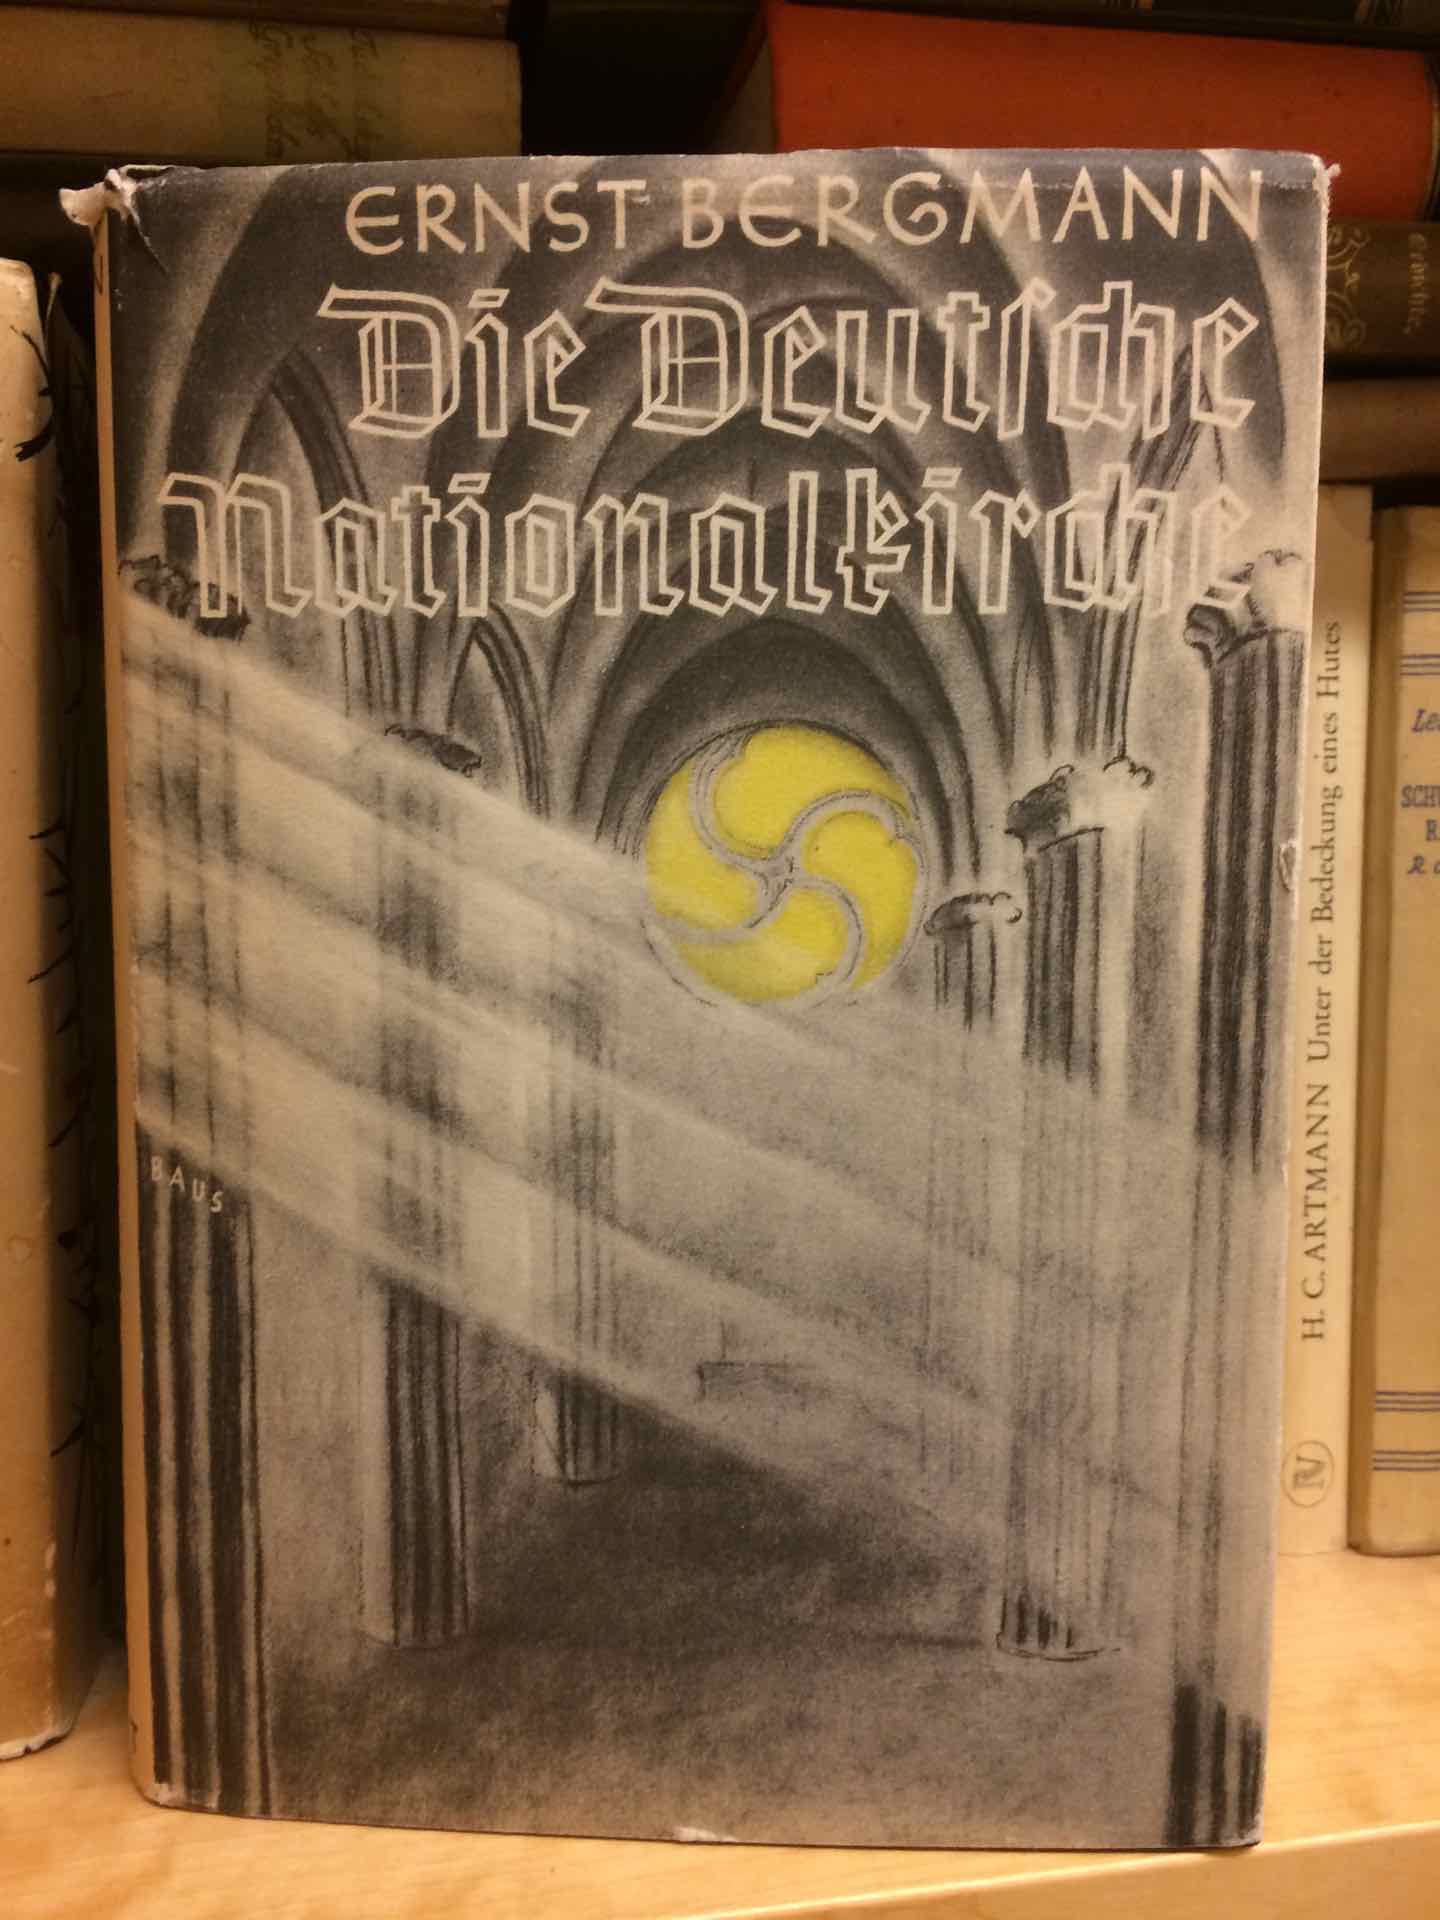 ERNST BERGMANN
Die Deutſche
Nationalkirche
BAUS
H. C. ARTMANN Unter der Bedeckung eines Hutes